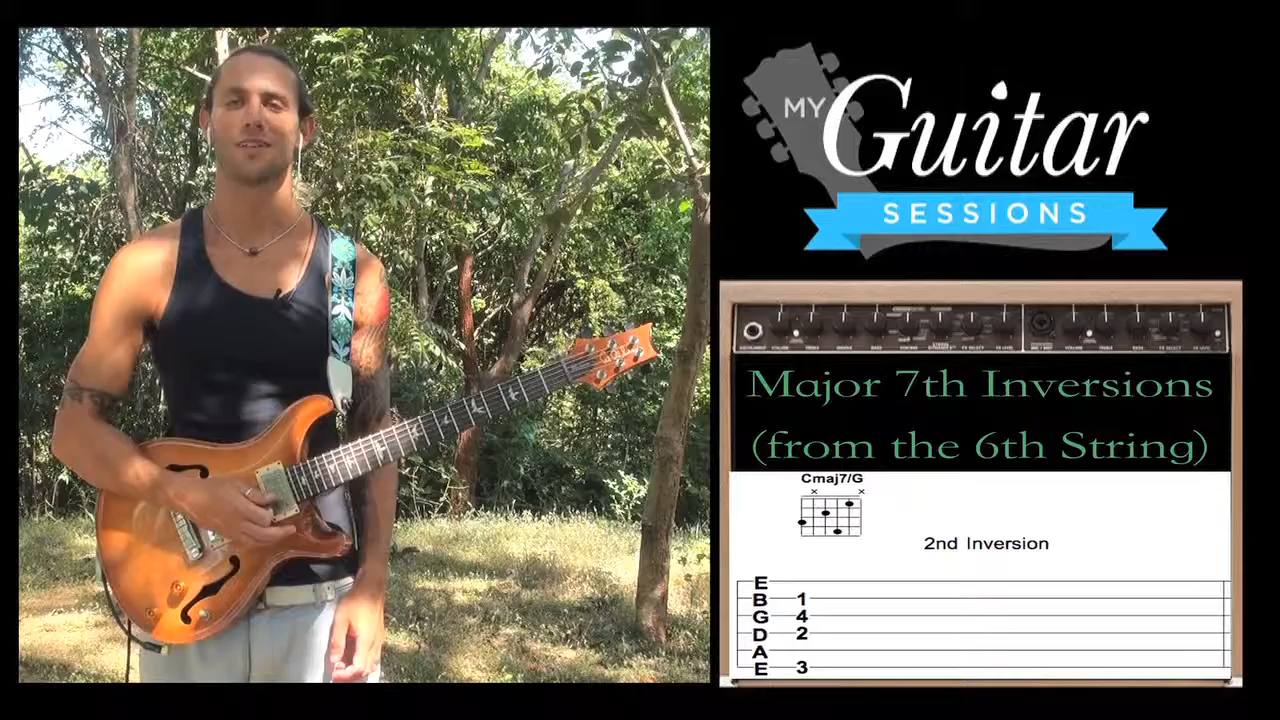 MY Guitar
SESSIONS
Major 7th Inversions
(from the 6th String)
Cmaj7/G
x x
2nd Inversion
E
B 1
G 4
D 2
A
E 3